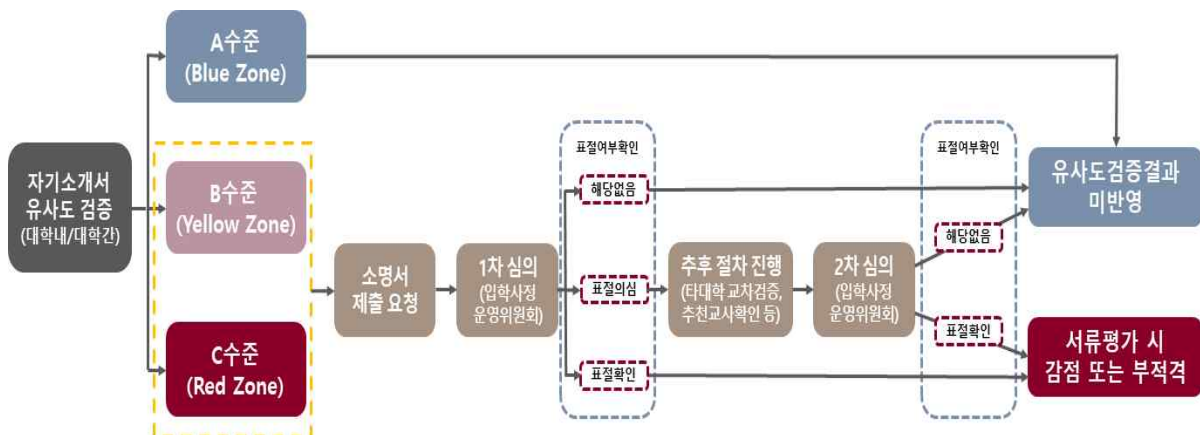 자기소개서
유사도 검증
(대학내/대학간)
A수준
(Blue Zone)
B수준
(Yellow Zone)
C수준
(Red Zone)
소명서
제출 요청
1차 심의
(입학사정
운영위원회)
표절여부확인
해당없음
표절의심
표절확인
추후 절차 진행
(타대학 교차검증,
추천교사확인 등)
2차 심의
(입학사정
운영위원회)
표절여부확인
해당없음
표절확인
유사도검증결과
미반영
서류평가 시
감점 또는 부적격